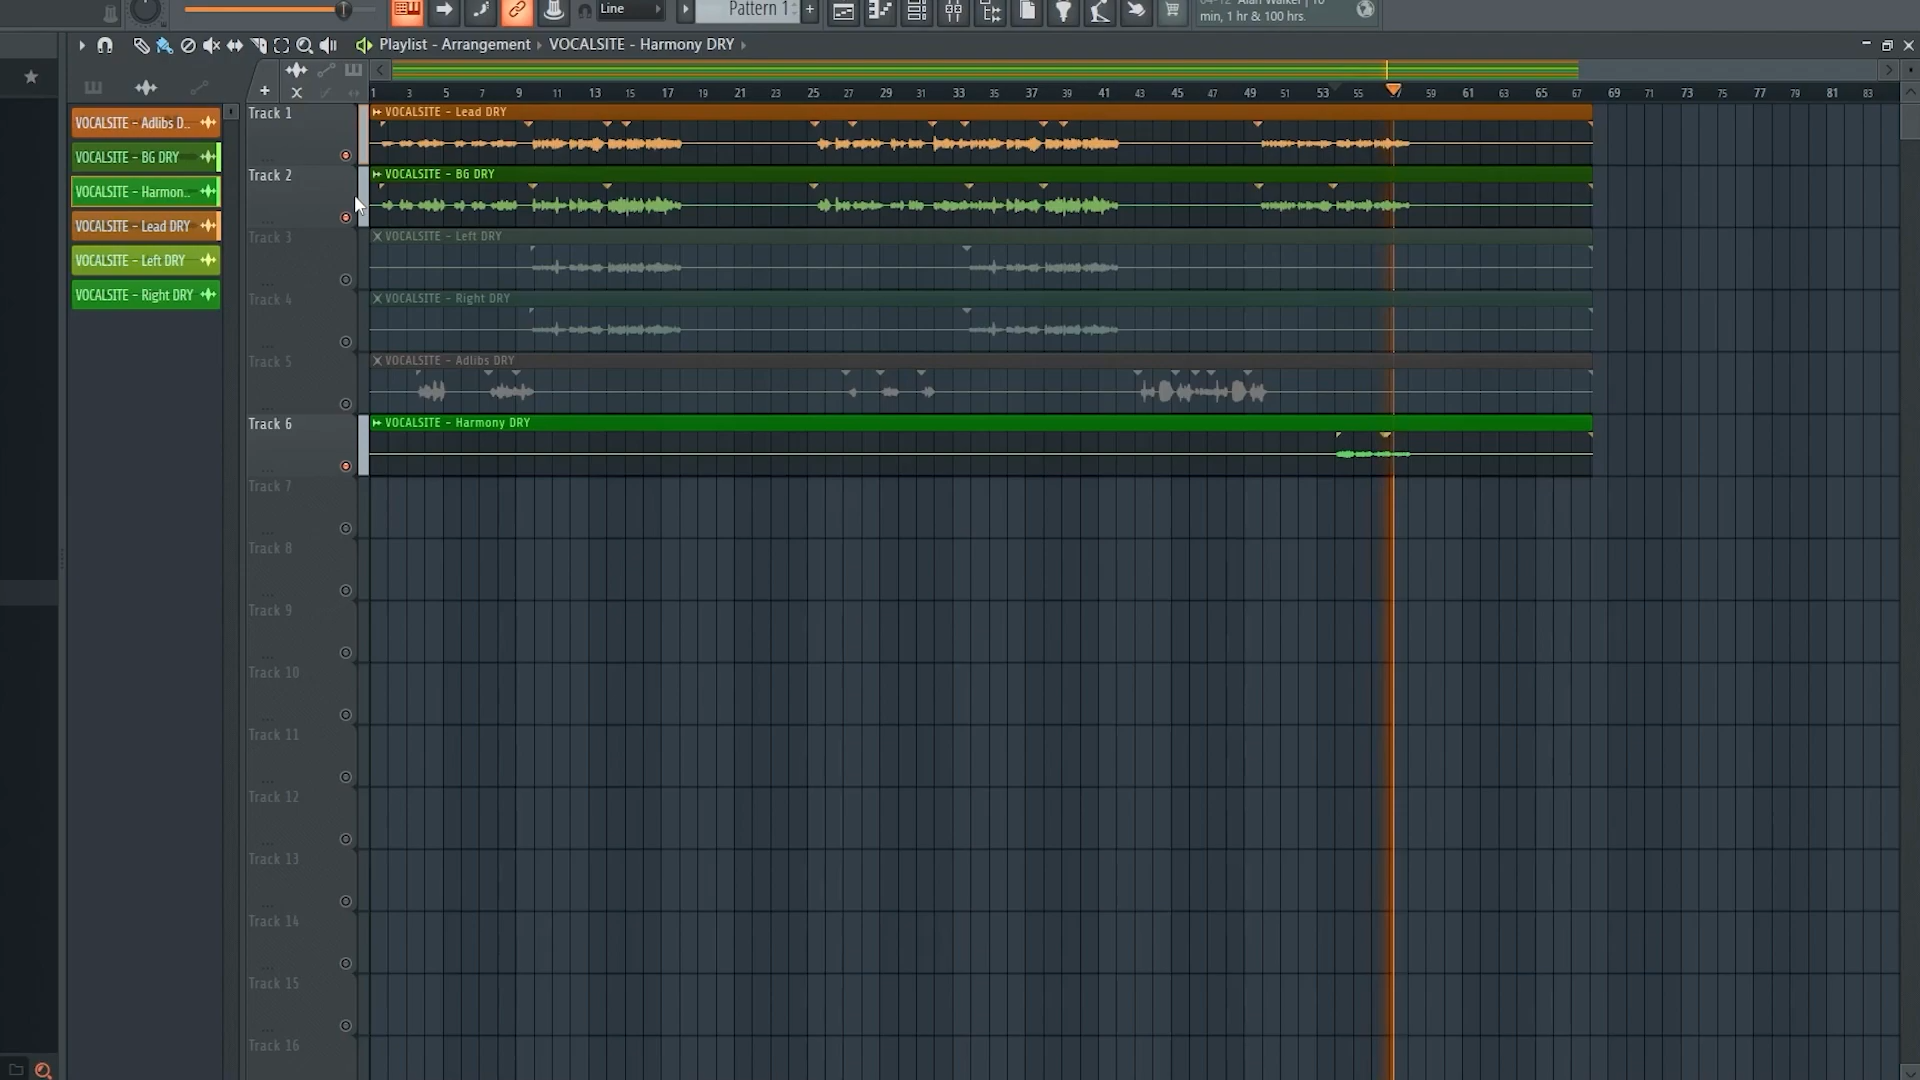 Line
Pattern 1
min, 1 hr & 100 hrs.
Playlist - Arrangement › VOCALSITE - Harmony DRY ›
1 3 5 7 9 11 13 15 17 19 21 23 25 27 29 31 33 35 37 39 41 43 45 47 49 51 53 55 57 59 61 63 65 67 69 71 73 75 77 79 81 83
VOCALSITE - Adlibs D..
VOCALSITE - BG DRY
VOCALSITE - Harmon..
VOCALSITE - Lead DRY
VOCALSITE - Left DRY
VOCALSITE - Right DRY
Track 1
VOCALSITE - Lead DRY
Track 2
VOCALSITE - BG DRY
Track 3
VOCALSITE - Left DRY
Track 4
VOCALSITE - Right DRY
Track 5
VOCALSITE - Adlibs DRY
Track 6
VOCALSITE - Harmony DRY
Track 7
Track 8
Track 9
Track 10
Track 11
Track 12
Track 13
Track 14
Track 15
Track 16